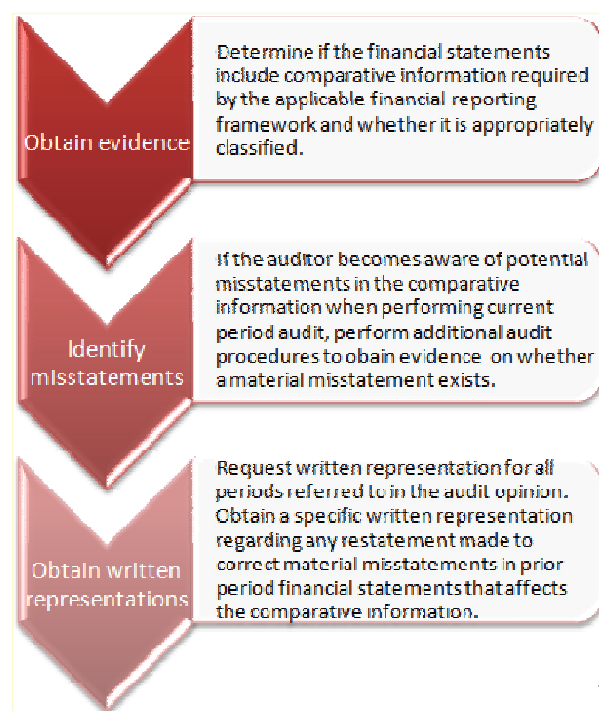 Obtain evidence
Determine if the financial statements
include comparative information required
by the applicable financial reporting
framework and whether it is appropriately
classified.
Identify
misstatements
If the auditor becomes aware of potential
misstatements in the comparative
information when performing current
period audit, perform additional audit
procedures to obain evidence on whether
a material misstatement exists.
Obtain written
representations
Request written representation for all
periods referred to in the audit opinion.
Obtain a specific written representation
regarding any restatement made to
correct material misstatements in prior
period financial statements that affects
the comparative information.